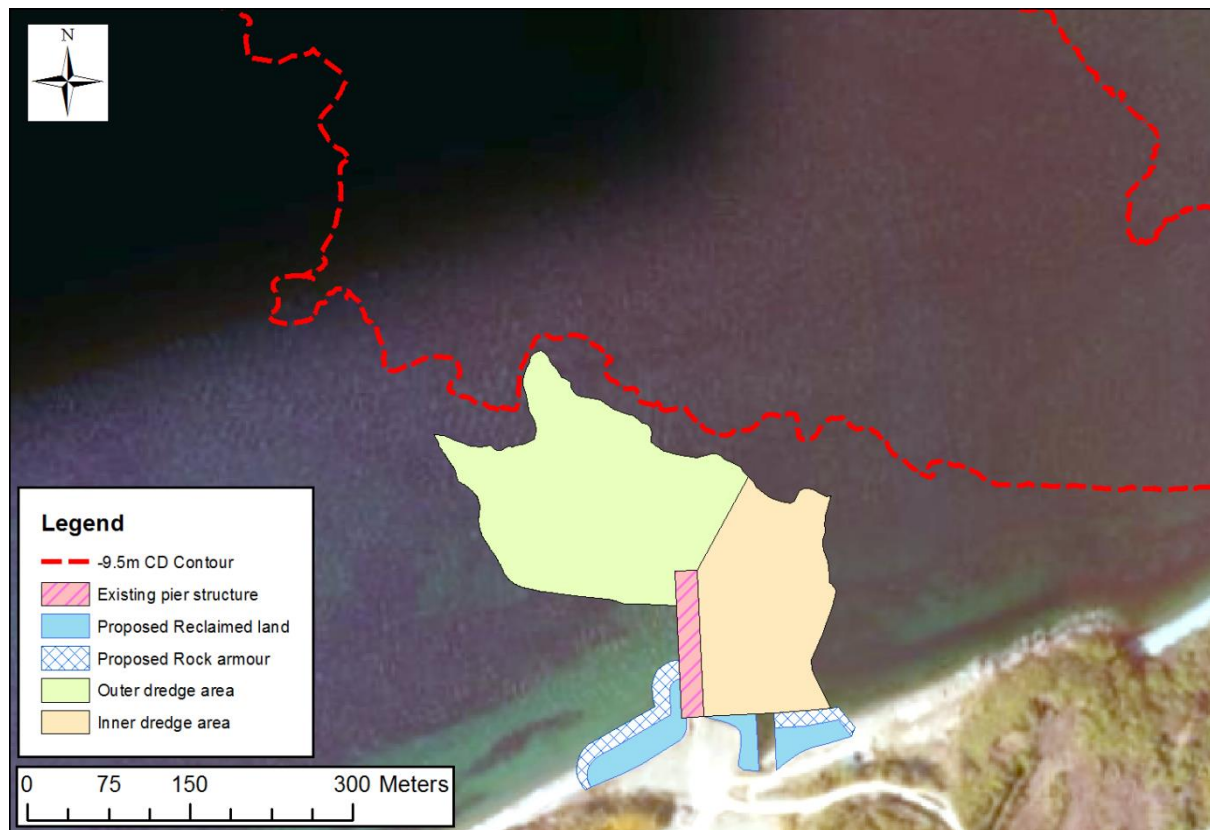 N
Legend
-9.5m CD Contour
Existing pier structure
Proposed Reclaimed land
Proposed Rock armour
Outer dredge area
Inner dredge area
0 75 150 300 Meters